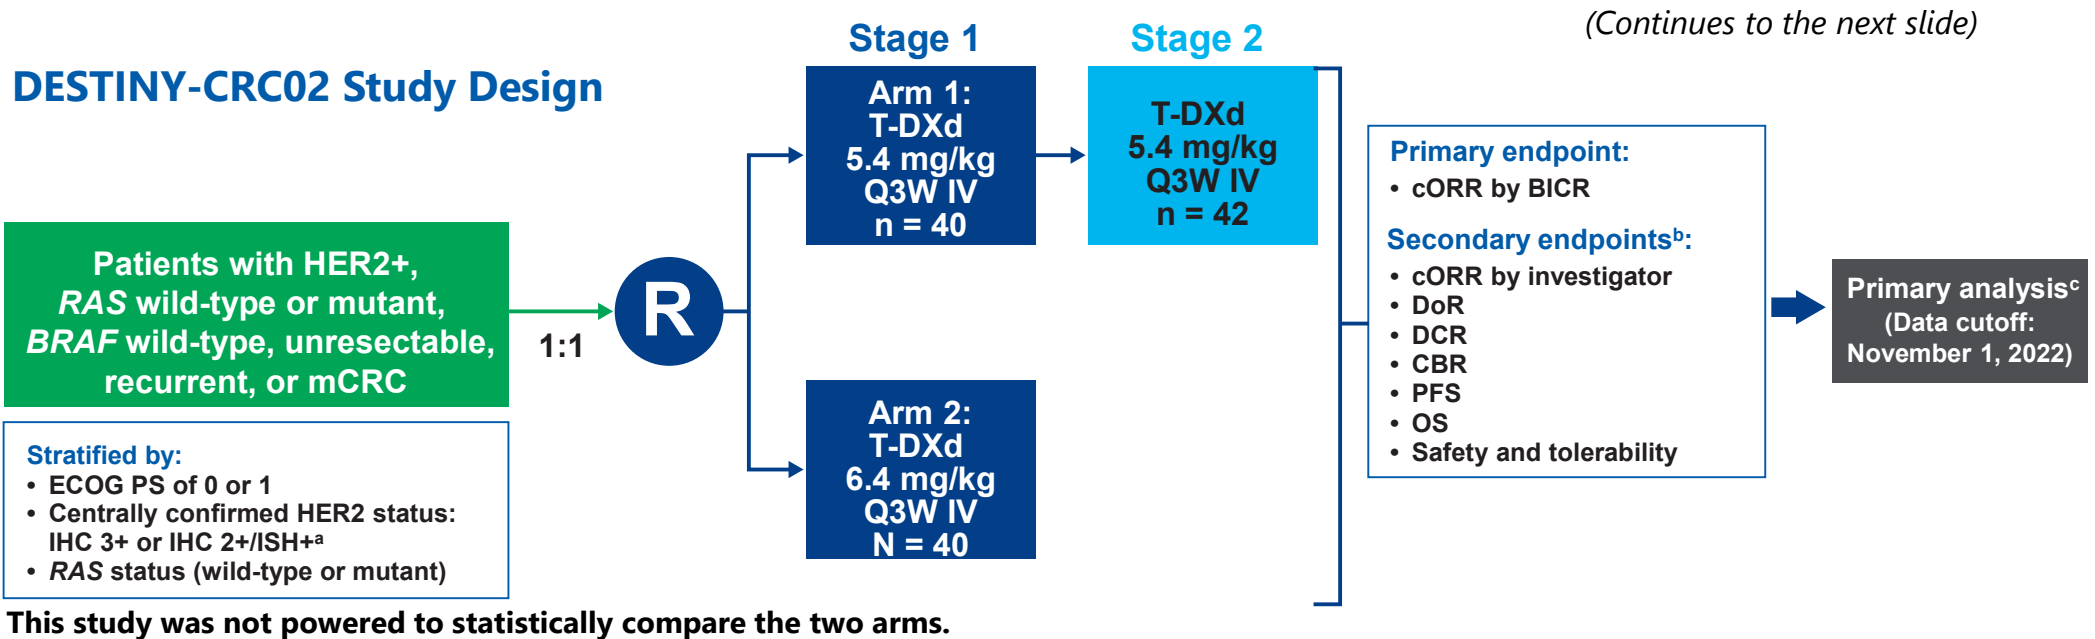 (Continues to the next slide)
DESTINY-CRC02 Study Design
Stage 1
Stage 2
Patients with HER2+,
RAS wild-type or mutant,
BRAF wild-type, unresectable,
recurrent, or mCRC
Stratified by:
• ECOG PS of 0 or 1
• Centrally confirmed HER2 status:
IHC 3+ or IHC 2+/ISH+ᵃ
• RAS status (wild-type or mutant)
1:1
R
Arm 1:
T-DXd
5.4 mg/kg
Q3W IV
n = 40
T-DXd
5.4 mg/kg
Q3W IV
n = 42
Arm 2:
T-DXd
6.4 mg/kg
Q3W IV
N = 40
Primary endpoint:
• cORR by BICR
Secondary endpointsᵇ:
• cORR by investigator
• DoR
• DCR
• CBR
• PFS
• OS
• Safety and tolerability
Primary analysisᶜ
(Data cutoff:
November 1, 2022)
This study was not powered to statistically compare the two arms.